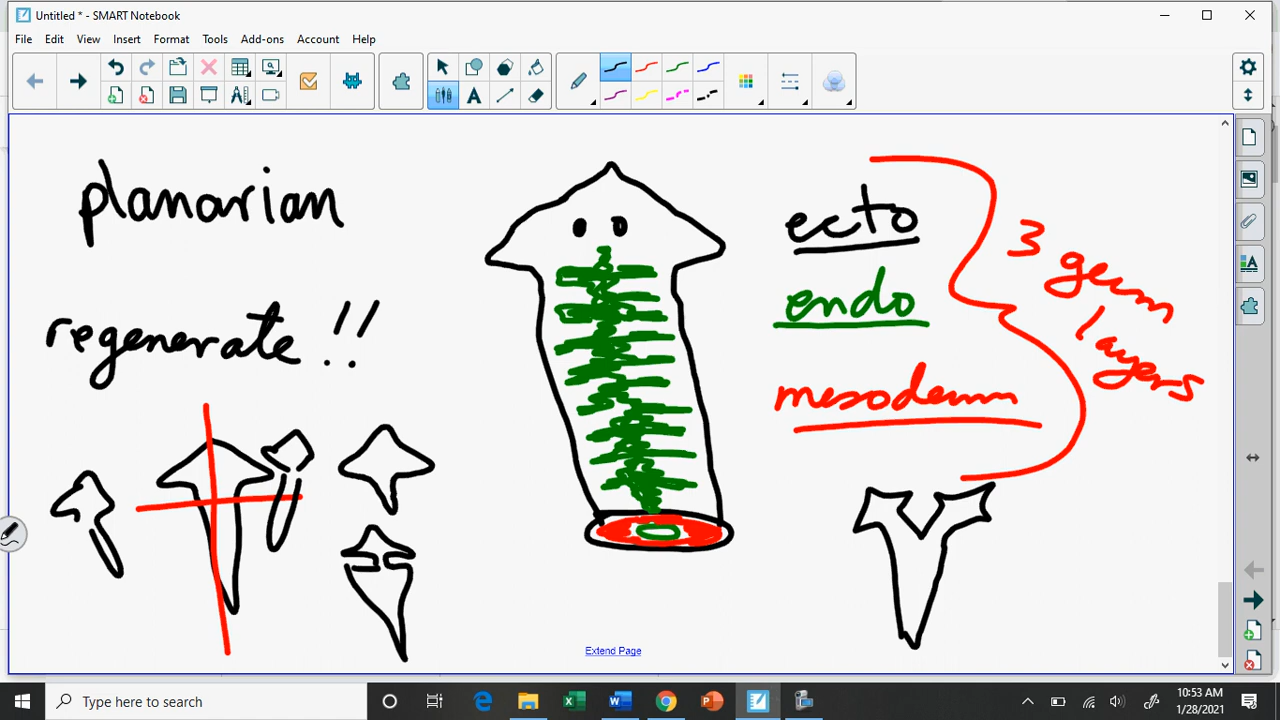 Untitled * - SMART Notebook
File Edit View Insert Format Tools Add-ons Account Help
planarian
regenerate !!
ecto
endo
mesoderm
3 germ
layers
Extend Page
Type here to search
10:53 AM
1/28/2021